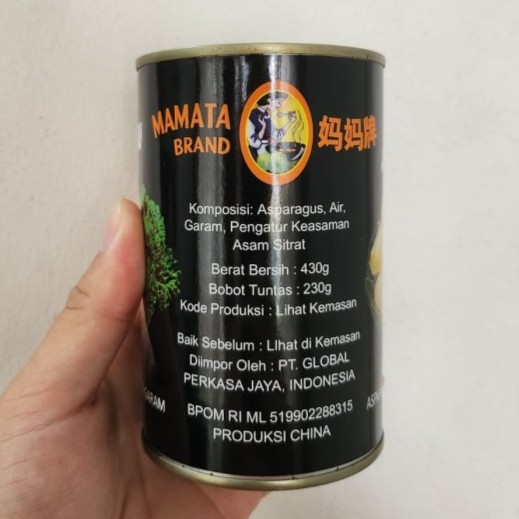 MAMATA
BRAND
妈妈牌
Komposisi: Asparagus, Air,
Garam, Pengatur Keasaman
Asam Sitrat
Berat Bersih : 430g
Bobot Tuntas : 230g
Kode Produksi : Lihat Kemasan
Baik Sebelum : LIhat di Kemasan
Diimpor Oleh : PT. GLOBAL
PERKASA JAYA, INDONESIA
BPOM RI ML 519902288315
PRODUKSI CHINA